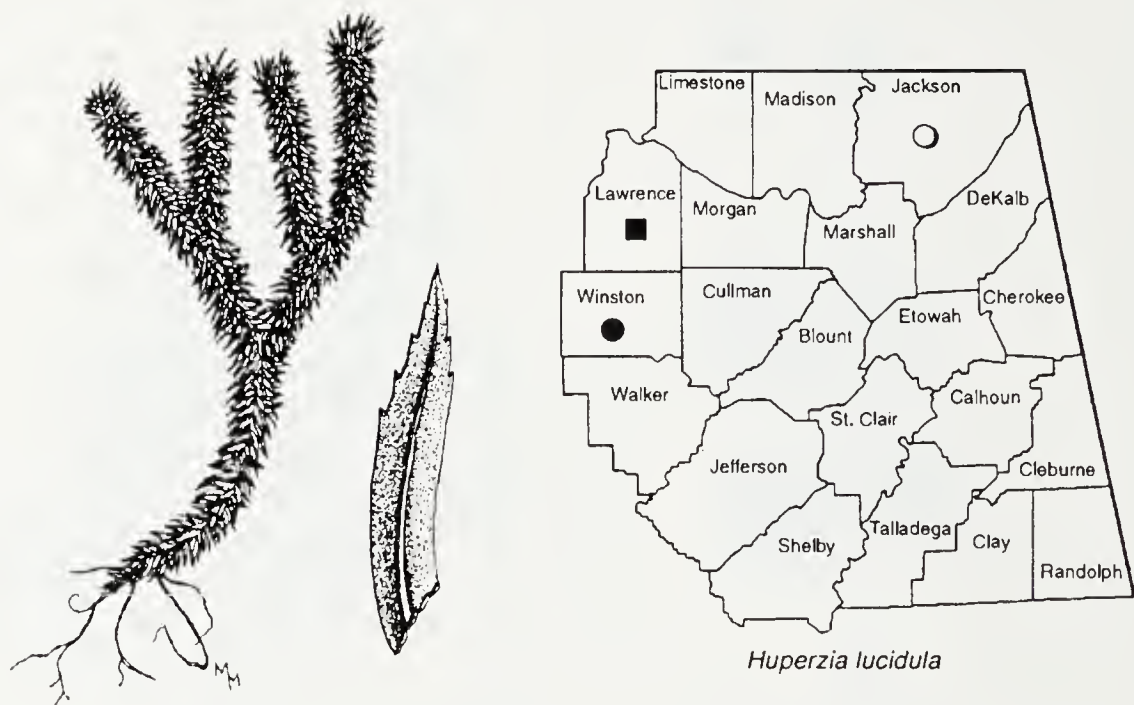 Limestone
Madison
Jackson
Lawrence
Morgan
Marshall
DeKalb
Winston
Cullman
Blount
Etowah
Cherokee
Walker
Jefferson
St. Clair
Calhoun
Cleburne
Shelby
Talladega
Clay
Randolph
MM
Huperzia lucidula